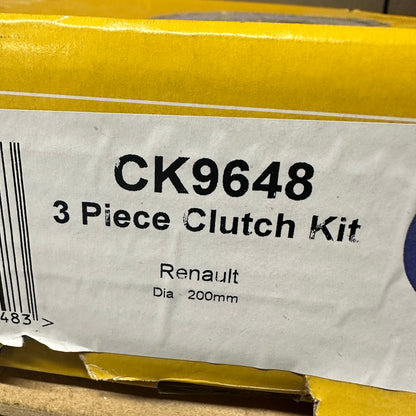 CK9648
3 Piece Clutch Kit
Renault
Dia 200mm
483 >